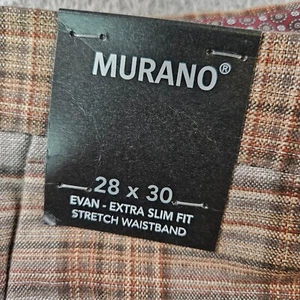 MURANO®
28 x 30
EVAN - EXTRA SLIM FIT
STRETCH WAISTBAND